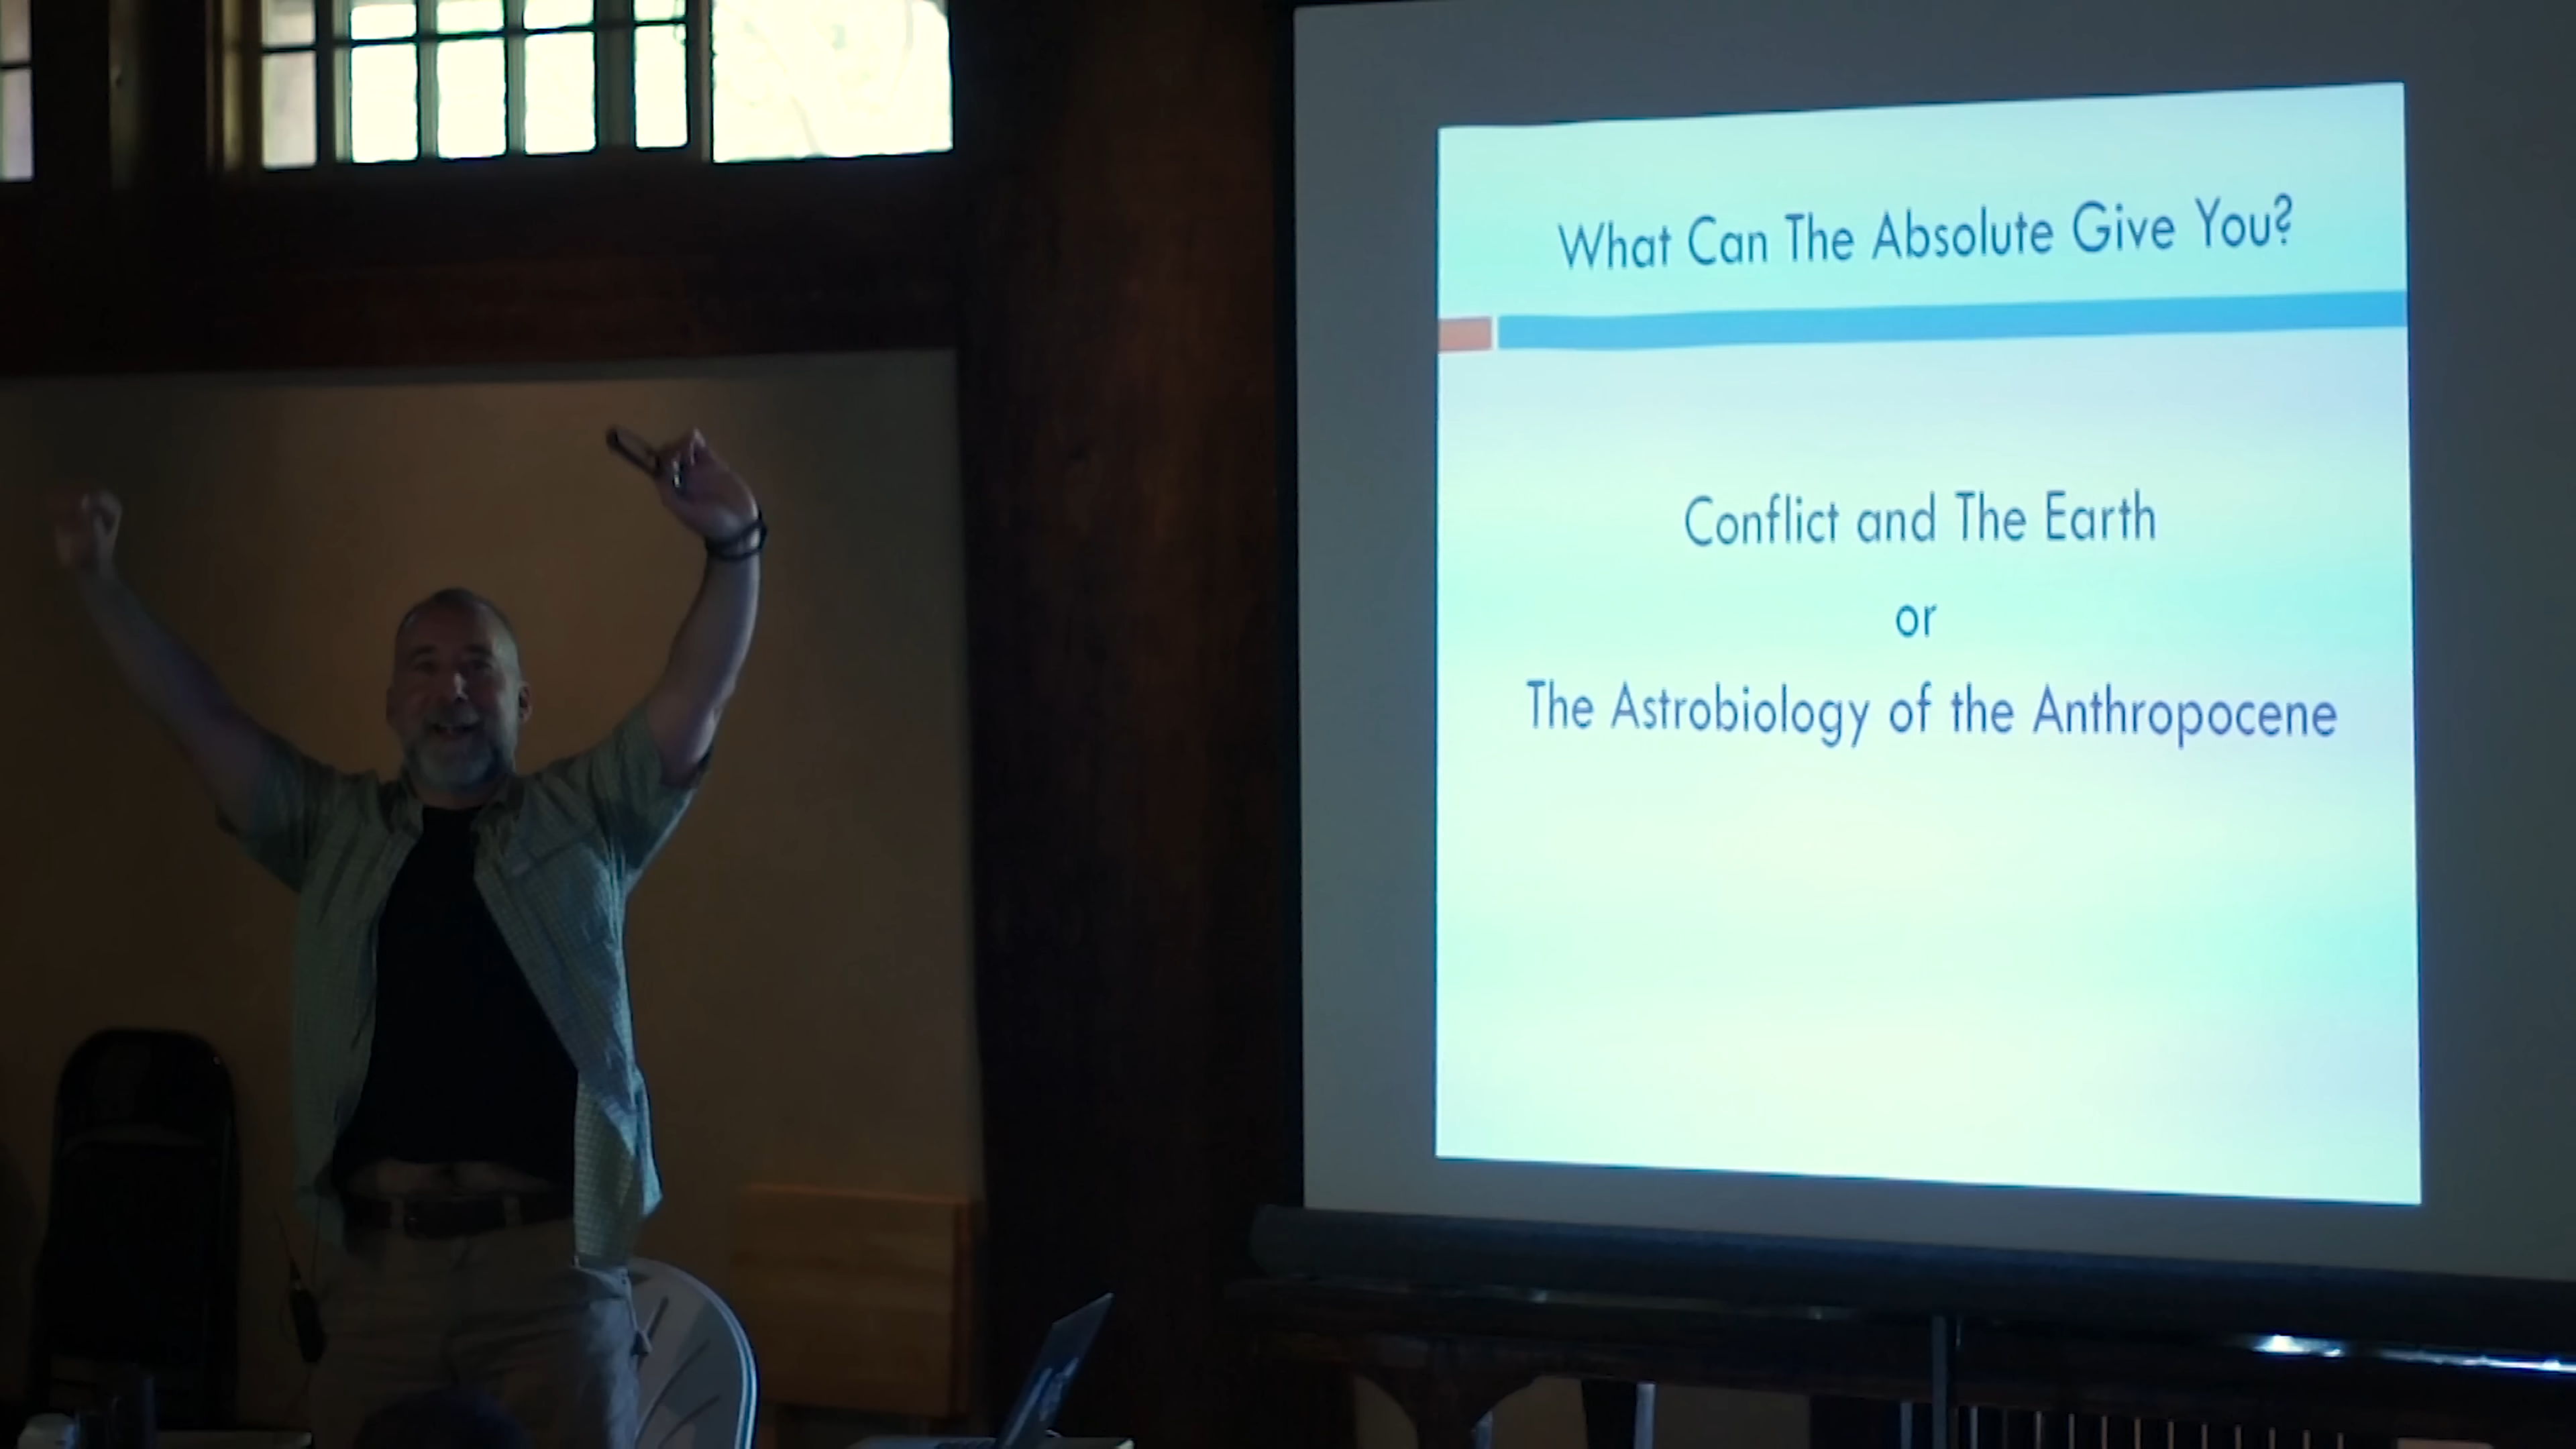 What Can The Absolute Give You?
Conflict and The Earth
or
The Astrobiology of the Anthropocene